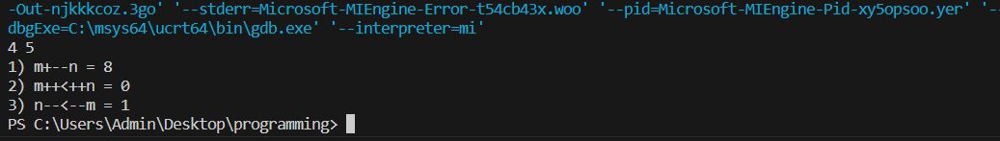 -Out-njkkkcoz.3go' '--stderr=Microsoft-MIEngine-Error-t54cb43x.woo' '--pid=Microsoft-MIEngine-Pid-xy5opsoo.yer' '--
dbgExe=C:\msys64\ucrt64\bin\gdb.exe' '--interpreter=mi'
4 5
1) m+--n = 8
2) m++<++n = 0
3) n--<--m = 1
PS C:\Users\Admin\Desktop\programming>